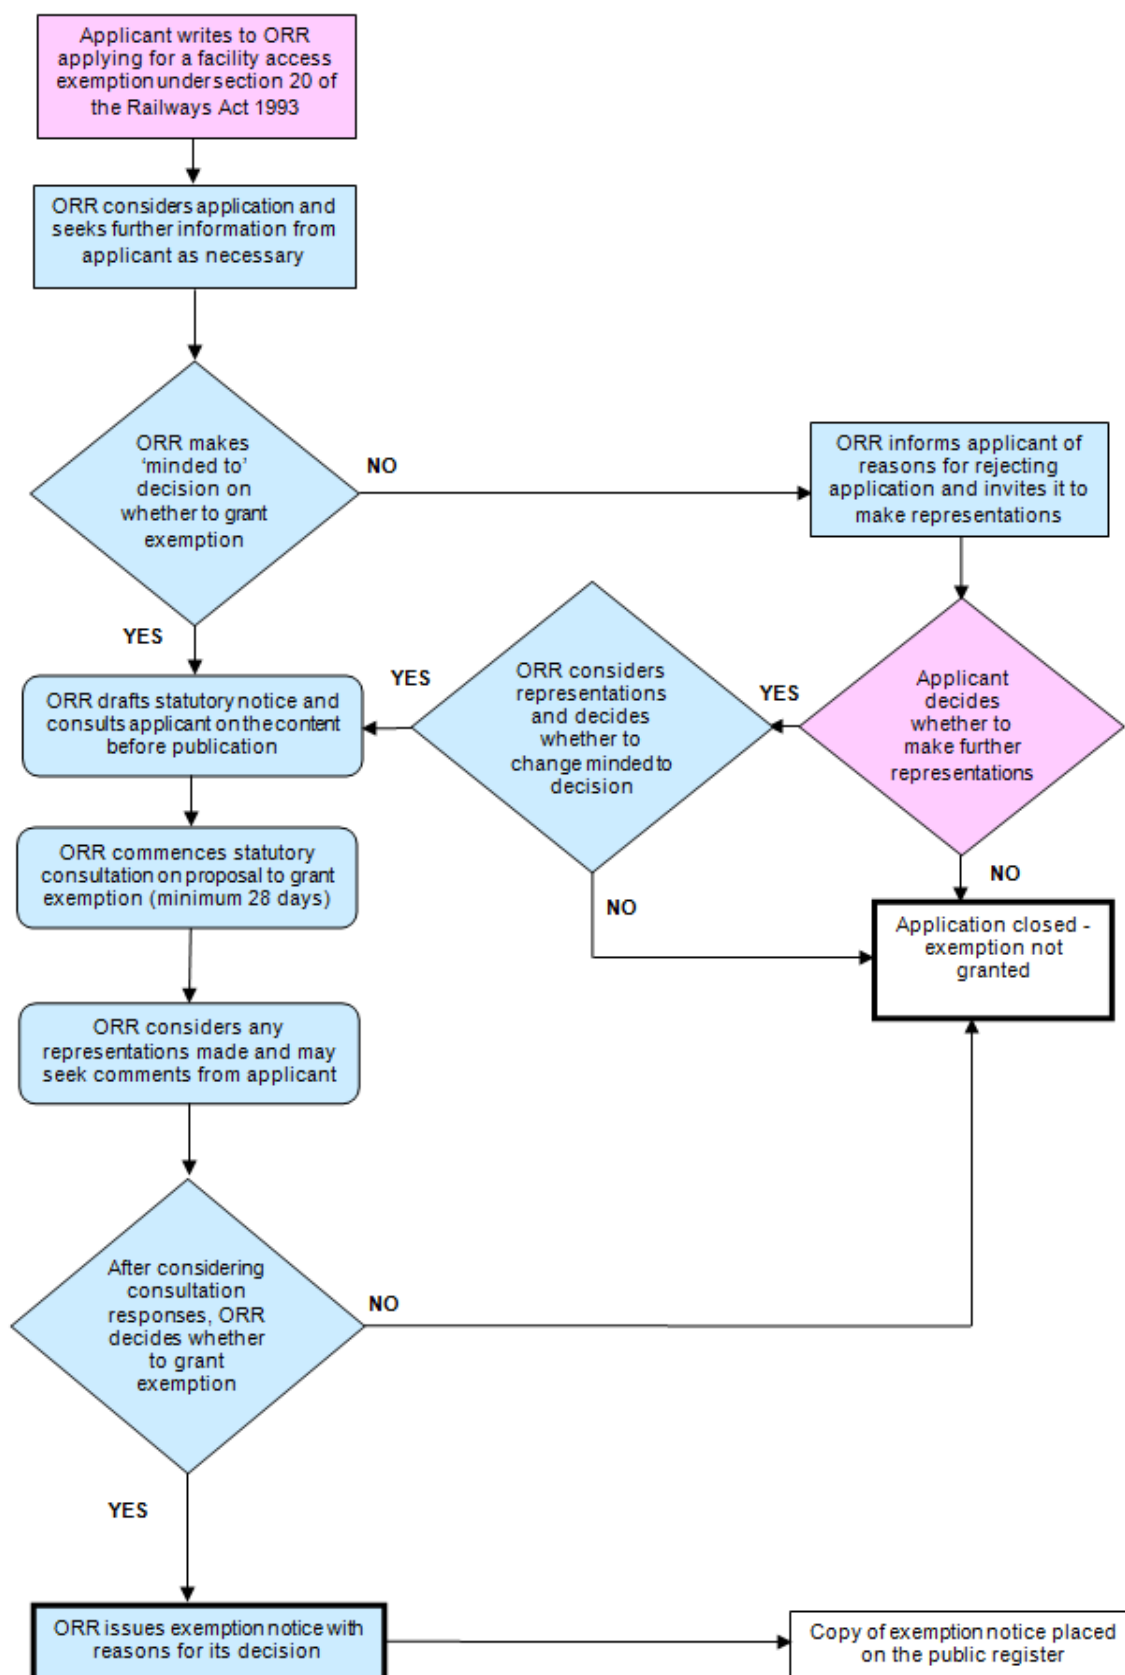 Applicant writes to ORR
applying for a facility access
exemption under section 20 of
the Railways Act 1993
ORR considers application and
seeks further information from
applicant as necessary
ORR makes
‘minded to’
decision on
whether to grant
exemption
NO
ORR informs applicant of
reasons for rejecting
application and invites it to
make representations
YES
Applicant
decides
whether to
make further
representations
YES
ORR considers
representations
and decides
whether to
change minded to
decision
YES
NO
NO
Application closed -
exemption not
granted
ORR drafts statutory notice and
consults applicant on the content
before publication
ORR commences statutory
consultation on proposal to grant
exemption (minimum 28 days)
ORR considers any
representations made and may
seek comments from applicant
After considering
consultation
responses, ORR
decides whether
to grant
exemption
NO
YES
ORR issues exemption notice with
reasons for its decision
Copy of exemption notice placed
on the public register